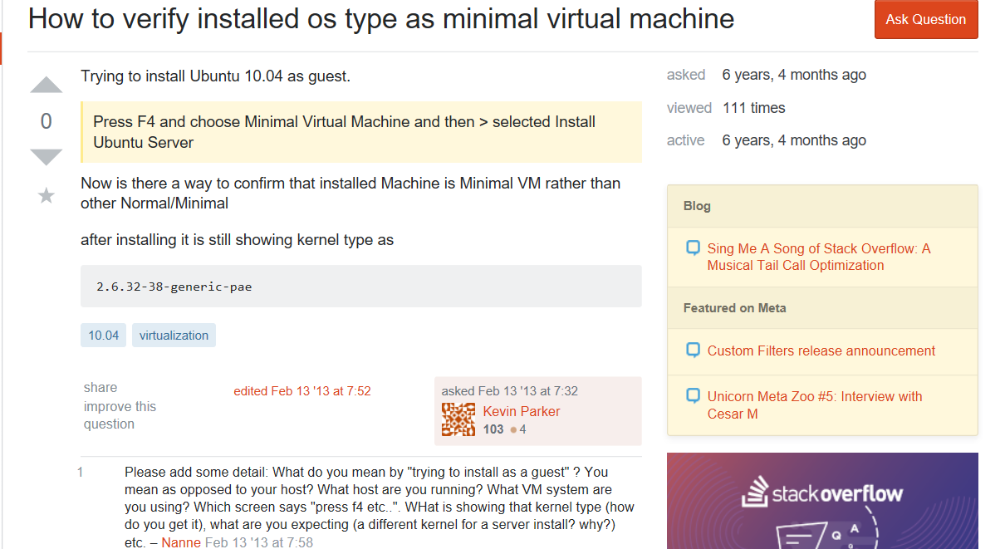 How to verify installed os type as minimal virtual machine
Ask Question
0
Trying to install Ubuntu 10.04 as guest.
Press F4 and choose Minimal Virtual Machine and then > selected Install
Ubuntu Server
Now is there a way to confirm that installed Machine is Minimal VM rather than
other Normal/Minimal
after installing it is still showing kernel type as
2.6.32-38-generic-pae
10.04 virtualization
share
improve this
question
edited Feb 13 '13 at 7:52
asked Feb 13 '13 at 7:32
Kevin Parker
103 ● 4
1
Please add some detail: What do you mean by "trying to install as a guest" ? You
mean as opposed to your host? What host are you running? What VM system are
you using? Which screen says "press f4 etc..". WHat is showing that kernel type (how
do you get it), what are you expecting (a different kernel for a server install? why?)
etc. – Nanne Feb 13 '13 at 7:58
asked 6 years, 4 months ago
viewed 111 times
active 6 years, 4 months ago
Blog
Sing Me A Song of Stack Overflow: A
Musical Tail Call Optimization
Featured on Meta
Custom Filters release announcement
Unicorn Meta Zoo #5: Interview with
Cesar M
stackoverflow
Q A